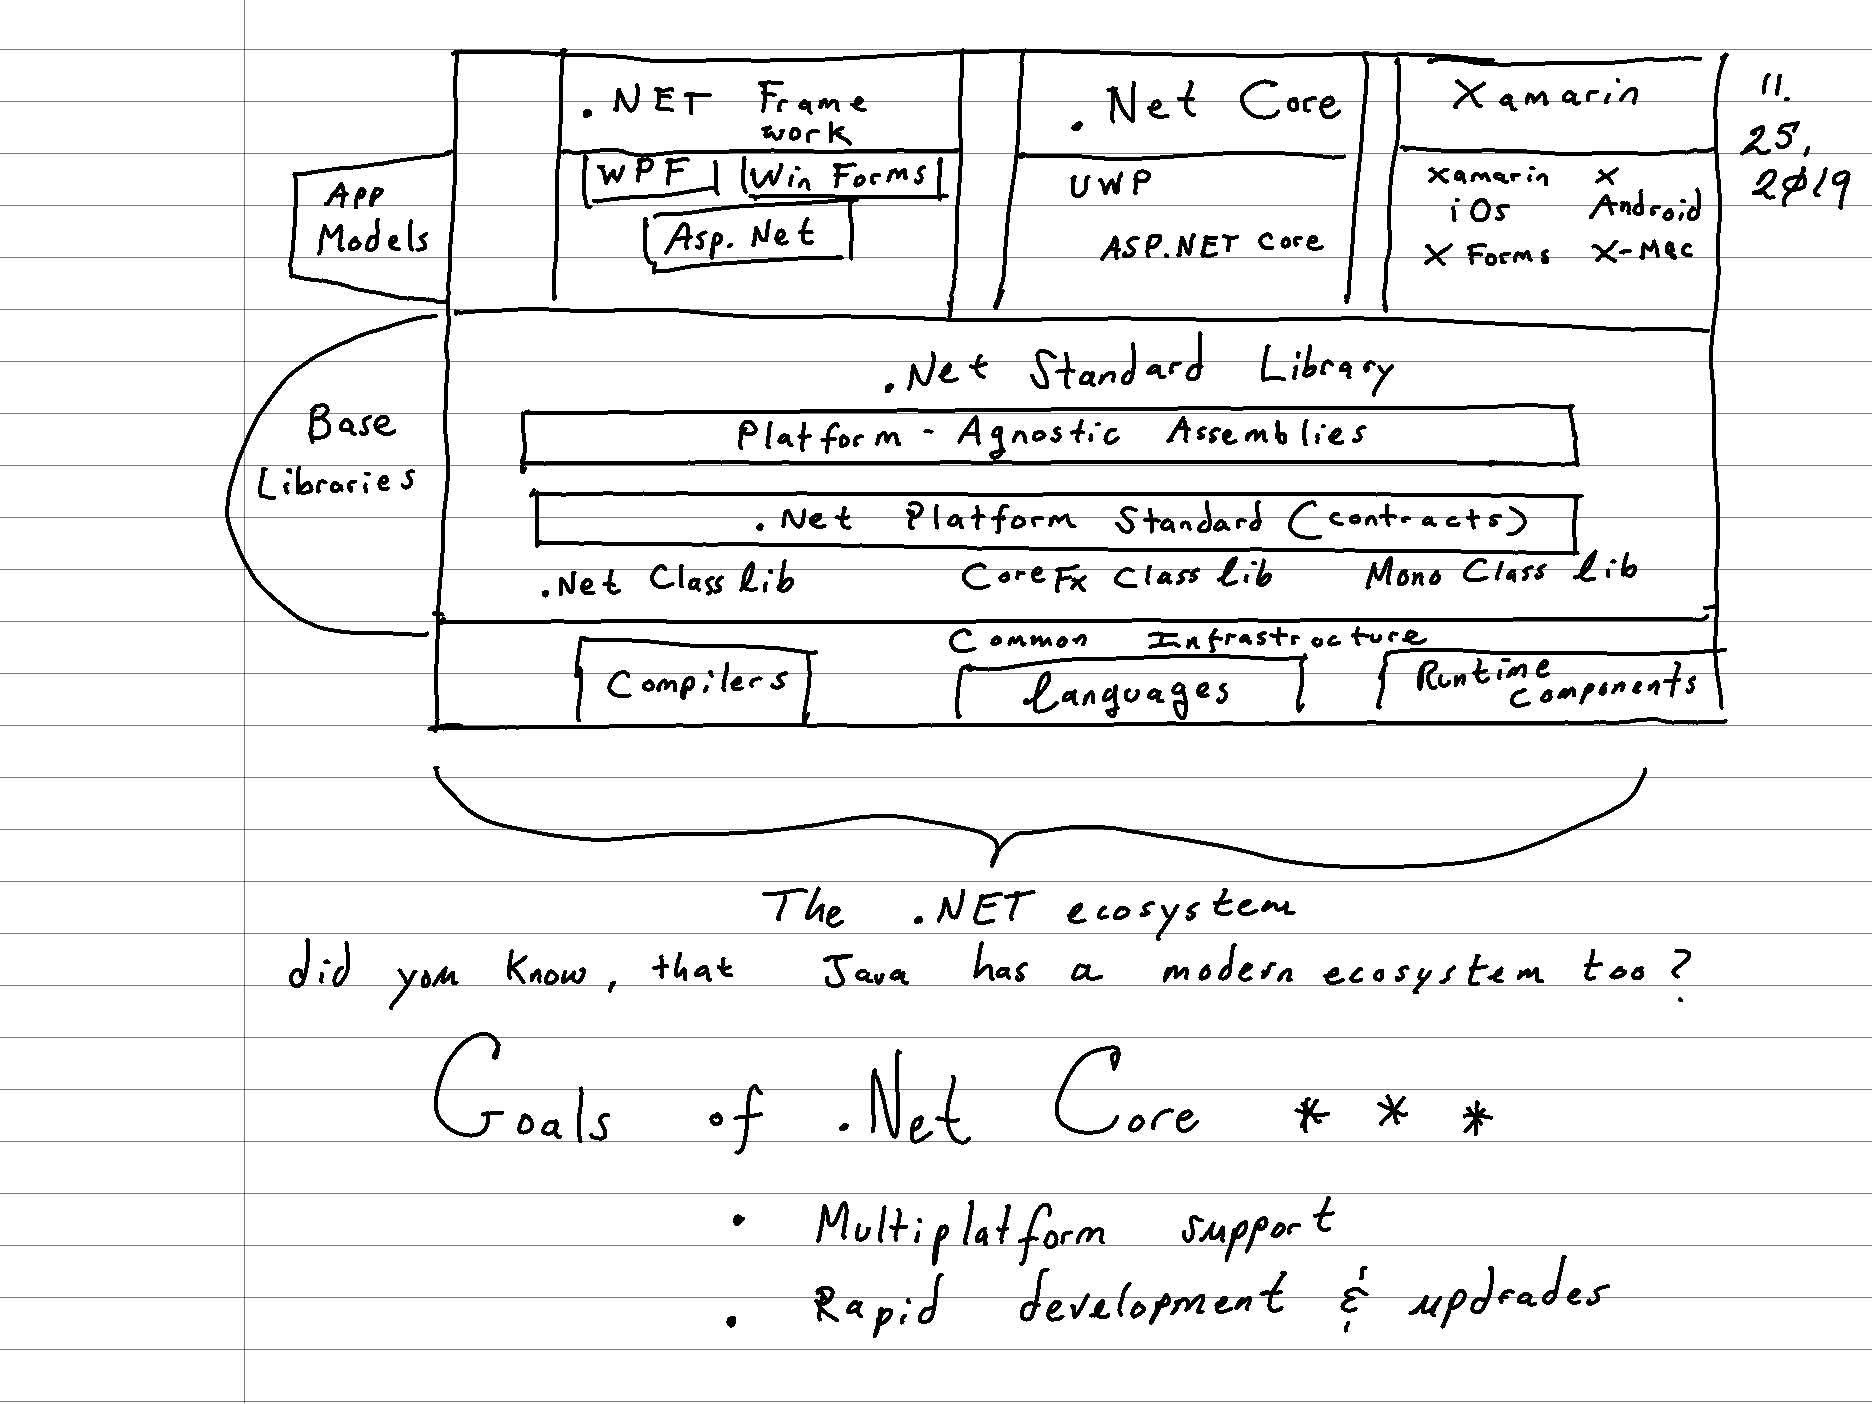 .NET Frame
work
.Net Core
Xamarin
11.
25,
2019
App
Models
WPF
Win Forms
Asp.Net
UWP
ASP.NET Core
Xamarin
iOs
X
Android
X Forms
X-Mac
Base
Libraries
.Net Standard Library
Platform - Agnostic Assemblies
.Net Platform Standard (contracts)
.Net Class lib
CoreFx Class lib
Mono Class lib
Common Infrastructure
Compilers
Languages
Runtime
components
The .NET ecosystem
did you know, that Java has a modern ecosystem too?
Goals of .Net Core * * *
• Multiplatform support
• Rapid development &